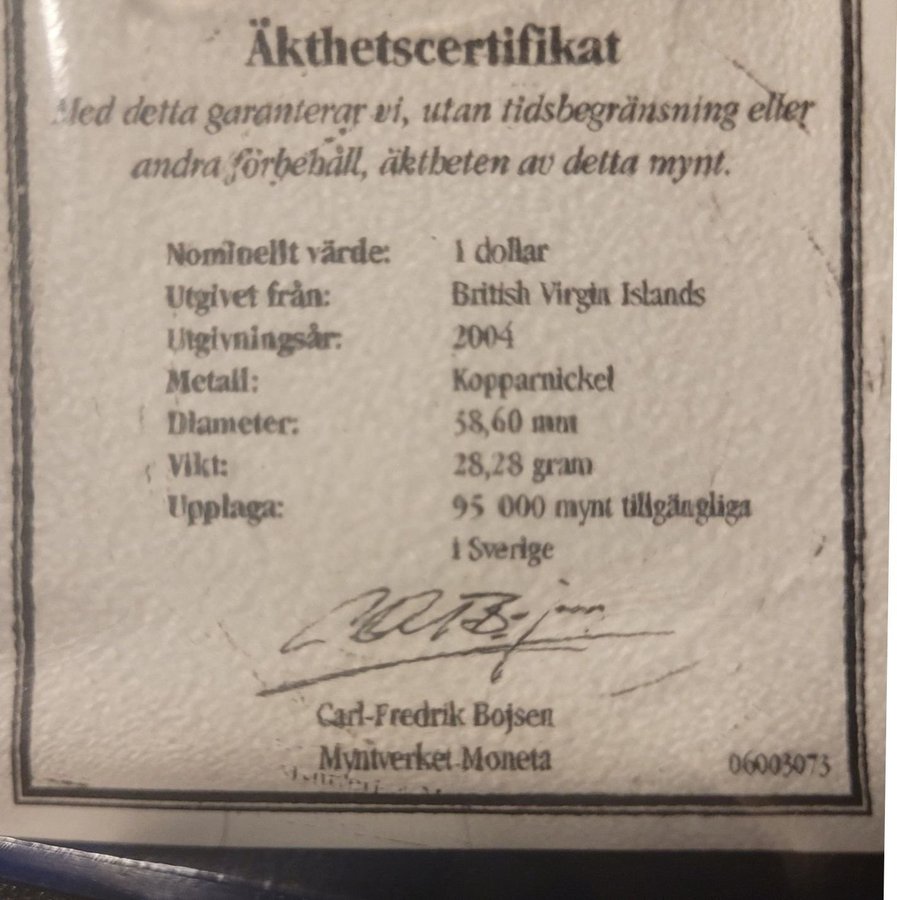 Äkthetscertifikat
Med detta garanterar vi, utan tidsbegränsning eller
andra förbehåll, äktheten av detta mynt.
Nominellt värde: 1 dollar
Utgivet från: British Virgin Islands
Utgivningsår: 2004
Metall: Kopparnickel
Diameter: 38,60 mm
Vikt: 28,28 gram
Upplaga: 95 000 mynt tillgängliga
i Sverige
Carl-Fredrik Bojsen
Myntverket Moneta
06003073